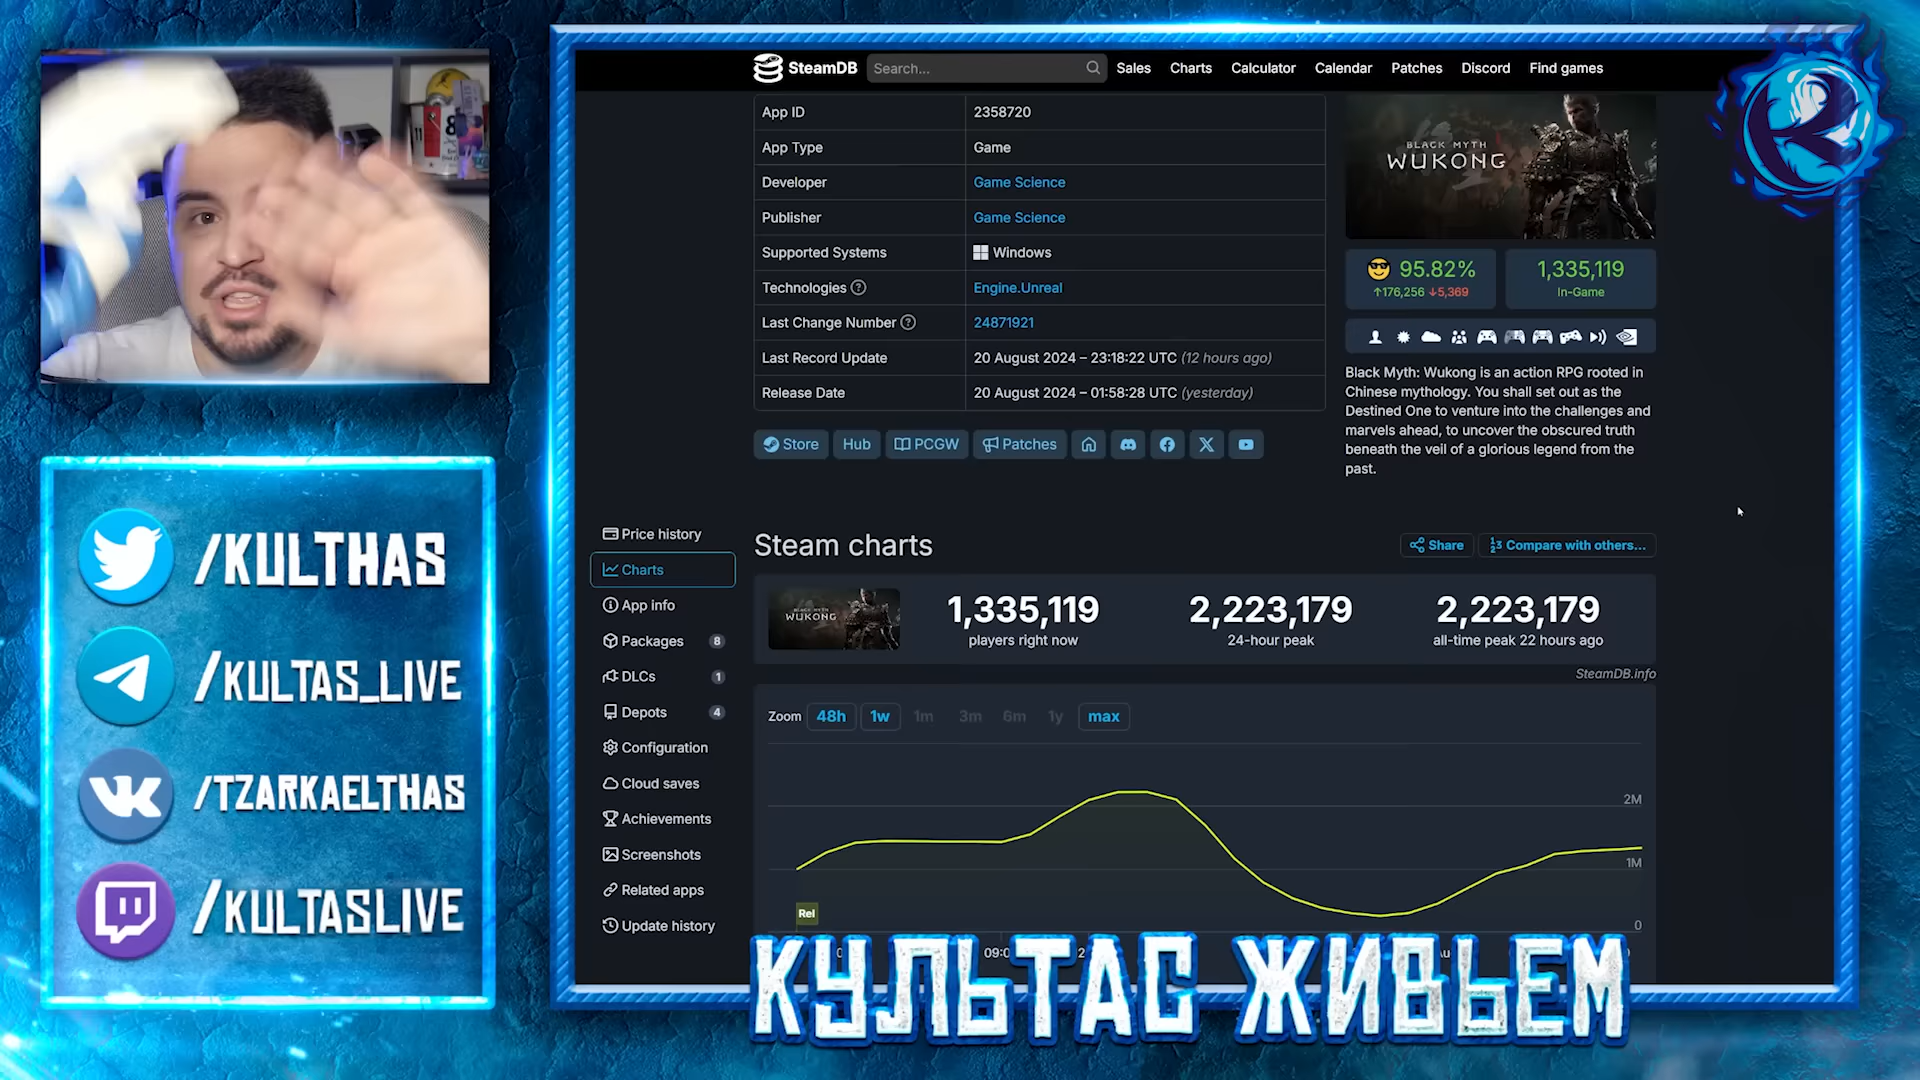 SteamDB Search... Sales Charts Calculator Calendar Patches Discord Find games
App ID 2358720
App Type Game
Developer Game Science
Publisher Game Science
Supported Systems Windows
Technologies Engine.Unreal
Last Change Number 24871921
Last Record Update 20 August 2024 – 23:18:22 UTC (12 hours ago)
Release Date 20 August 2024 – 01:58:28 UTC (yesterday)
Store Hub PCGW Patches
BLACK MYTH
WUKONG
95.82% 1,335,119
↑176,256 ↓5,369 In-Game
Black Myth: Wukong is an action RPG rooted in
Chinese mythology. You shall set out as the
Destined One to venture into the challenges and
marvels ahead, to uncover the obscured truth
beneath the veil of a glorious legend from the
past.
Price history
Charts
App info
Packages 8
DLCs 1
Depots 4
Configuration
Cloud saves
Achievements
Screenshots
Related apps
Update history
Steam charts Share Compare with others...
BLACK MYTH
WUKONG
1,335,119 2,223,179 2,223,179
players right now 24-hour peak all-time peak 22 hours ago
SteamDB.info
Zoom 48h 1w 1m 3m 6m 1y max
2M
1M
Rel
0
/KULTHAS
/KULTAS_LIVE
/TZARKAELTHAS
/KULTASLIVE
КУЛЬТАС ЖИВЬЕМ